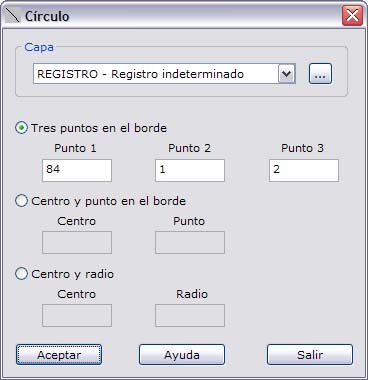 Círculo
Capa
REGISTRO - Registro indeterminado
...
Tres puntos en el borde
Punto 1 Punto 2 Punto 3
84 1 2
Centro y punto en el borde
Centro Punto
Centro y radio
Centro Radio
Aceptar Ayuda Salir